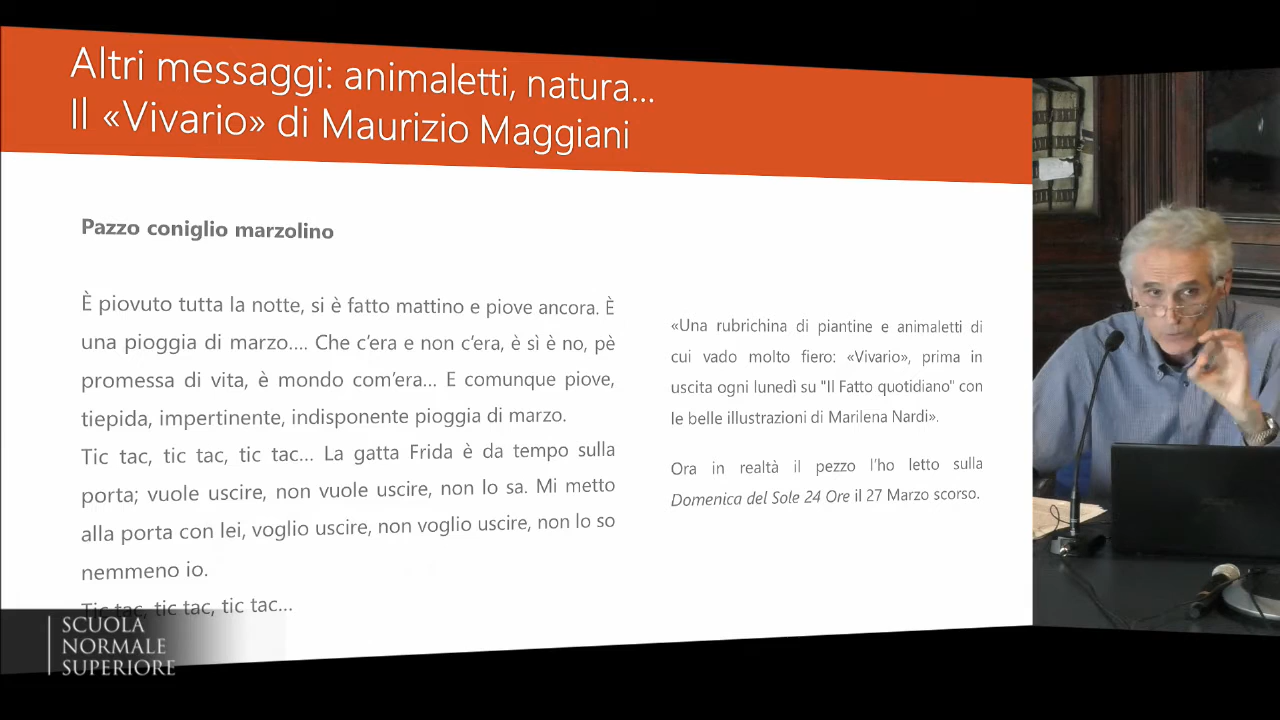 Altri messaggi: animaletti, natura...
Il «Vivario» di Maurizio Maggiani
Pazzo coniglio marzolino
È piovuto tutta la notte, si è fatto mattino e piove ancora. È
una pioggia di marzo.... Che c'era e non c'era, è sì è no, pè
promessa di vita, è mondo com'era... E comunque piove,
tiepida, impertinente, indisponente pioggia di marzo.
Tic tac, tic tac, tic tac... La gatta Frida è da tempo sulla
porta; vuole uscire, non vuole uscire, non lo sa. Mi metto
alla porta con lei, voglio uscire, non voglio uscire, non lo so
nemmeno io.
Tic tac, tic tac, tic tac...
«Una rubrichina di piantine e animaletti di
cui vado molto fiero: «Vivario», prima in
uscita ogni lunedì su "Il Fatto quotidiano" con
le belle illustrazioni di Marilena Nardi».
Ora in realtà il pezzo l'ho letto sulla
Domenica del Sole 24 Ore il 27 Marzo scorso.
SCUOLA
NORMALE
SUPERIORE